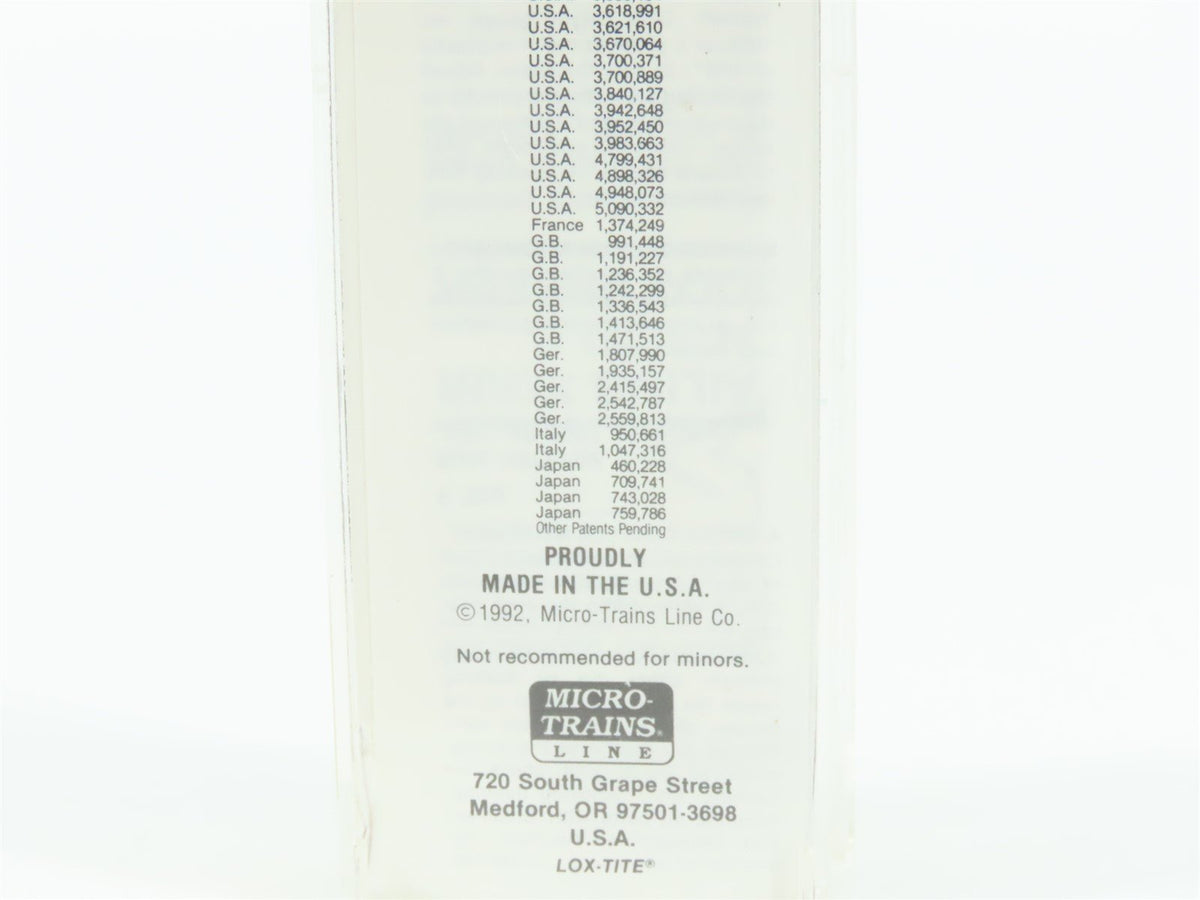 U.S.A. 3,618,991
U.S.A. 3,621,610
U.S.A. 3,670,064
U.S.A. 3,700,371
U.S.A. 3,700,889
U.S.A. 3,840,127
U.S.A. 3,942,648
U.S.A. 3,952,450
U.S.A. 3,983,663
U.S.A. 4,799,431
U.S.A. 4,898,326
U.S.A. 4,948,073
U.S.A. 5,090,332
France 1,374,249
G.B. 991,448
G.B. 1,191,227
G.B. 1,236,352
G.B. 1,242,299
G.B. 1,336,543
G.B. 1,413,646
G.B. 1,471,513
Ger. 1,807,990
Ger. 1,935,157
Ger. 2,415,497
Ger. 2,542,787
Ger. 2,559,813
Italy 950,661
Italy 1,047,316
Japan 460,228
Japan 709,741
Japan 743,028
Japan 759,786
Other Patents Pending
PROUDLY
MADE IN THE U.S.A.
©1992, Micro-Trains Line Co.
Not recommended for minors.
MICRO-
TRAINS®
LINE
720 South Grape Street
Medford, OR 97501-3698
U.S.A.
LOX-TITE®